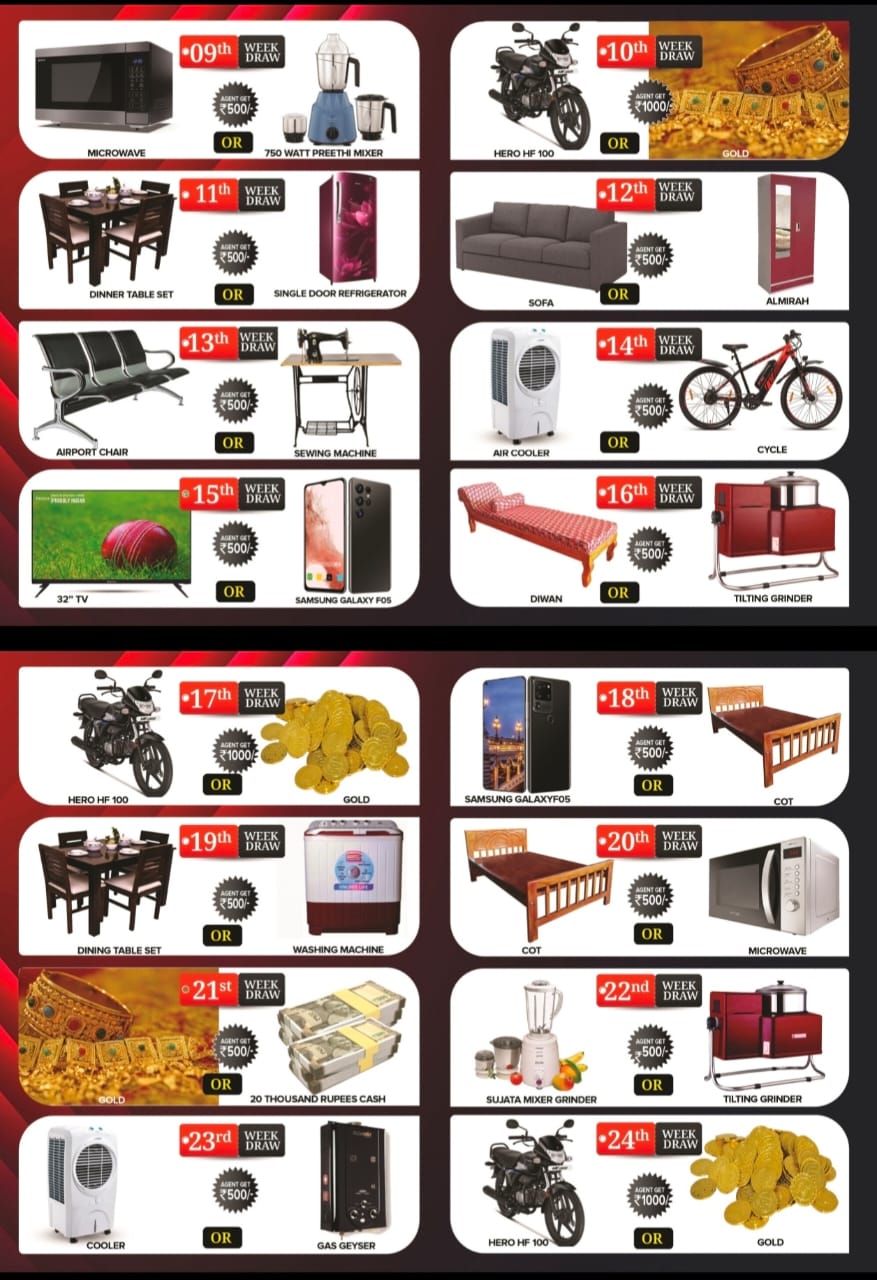 09th WEEK DRAW
AGENT GET
₹500/-
OR
MICROWAVE
750 WATT PREETHI MIXER
10th WEEK DRAW
AGENT GET
₹1000/-
OR
HERO HF 100
GOLD
11th WEEK DRAW
AGENT GET
₹500/-
OR
DINNER TABLE SET
SINGLE DOOR REFRIGERATOR
12th WEEK DRAW
AGENT GET
₹500/-
OR
SOFA
ALMIRAH
13th WEEK DRAW
AGENT GET
₹500/-
OR
AIRPORT CHAIR
SEWING MACHINE
14th WEEK DRAW
AGENT GET
₹500/-
OR
AIR COOLER
CYCLE
15th WEEK DRAW
AGENT GET
₹500/-
OR
32" TV
SAMSUNG GALAXY F05
16th WEEK DRAW
AGENT GET
₹500/-
OR
DIWAN
TILTING GRINDER
17th WEEK DRAW
AGENT GET
₹1000/-
OR
HERO HF 100
GOLD
18th WEEK DRAW
AGENT GET
₹500/-
OR
SAMSUNG GALAXYF05
COT
19th WEEK DRAW
AGENT GET
₹500/-
OR
DINING TABLE SET
WASHING MACHINE
20th WEEK DRAW
AGENT GET
₹500/-
OR
COT
MICROWAVE
21st WEEK DRAW
AGENT GET
₹500/-
OR
GOLD
20 THOUSAND RUPEES CASH
22nd WEEK DRAW
AGENT GET
₹500/-
OR
SUJATA MIXER GRINDER
TILTING GRINDER
23rd WEEK DRAW
AGENT GET
₹500/-
OR
COOLER
GAS GEYSER
24th WEEK DRAW
AGENT GET
₹1000/-
OR
HERO HF 100
GOLD